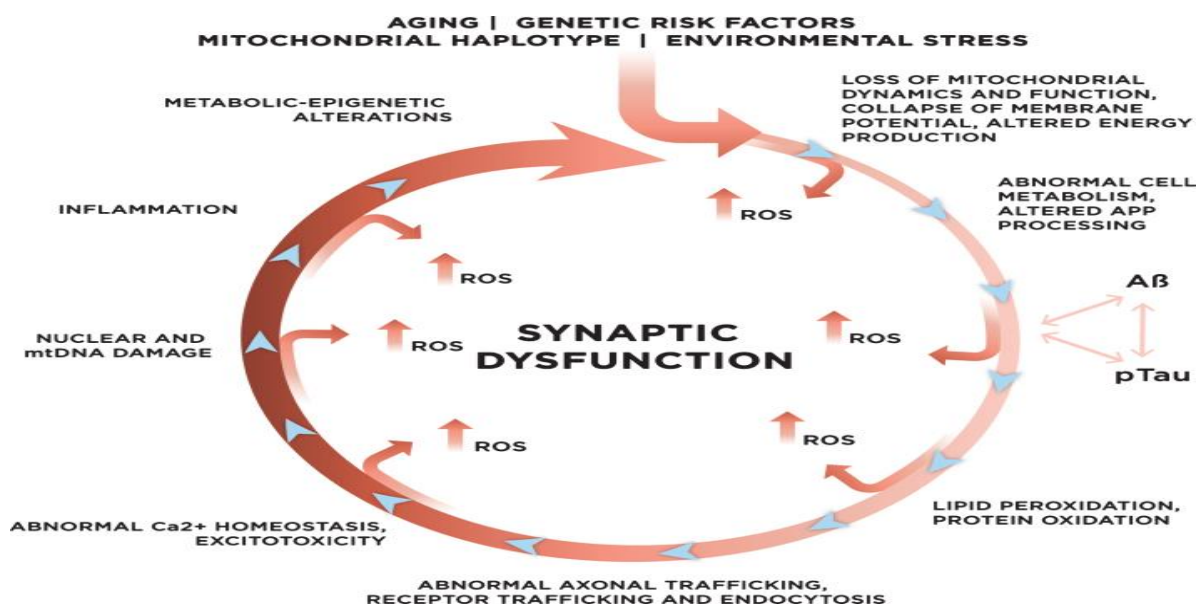 AGING | GENETIC RISK FACTORS
MITOCHONDRIAL HAPLOTYPE | ENVIRONMENTAL STRESS
LOSS OF MITOCHONDRIAL
DYNAMICS AND FUNCTION,
COLLAPSE OF MEMBRANE
POTENTIAL, ALTERED ENERGY
PRODUCTION
ABNORMAL CELL
METABOLISM,
ALTERED APP
PROCESSING
Aß
pTau
LIPID PEROXIDATION,
PROTEIN OXIDATION
ABNORMAL AXONAL TRAFFICKING,
RECEPTOR TRAFFICKING AND ENDOCYTOSIS
ABNORMAL Ca2+ HOMEOSTASIS,
EXCITOTOXICITY
NUCLEAR AND
mtDNA DAMAGE
INFLAMMATION
METABOLIC-EPIGENETIC
ALTERATIONS
ROS
ROS
ROS
ROS
ROS
ROS
SYNAPTIC
DYSFUNCTION